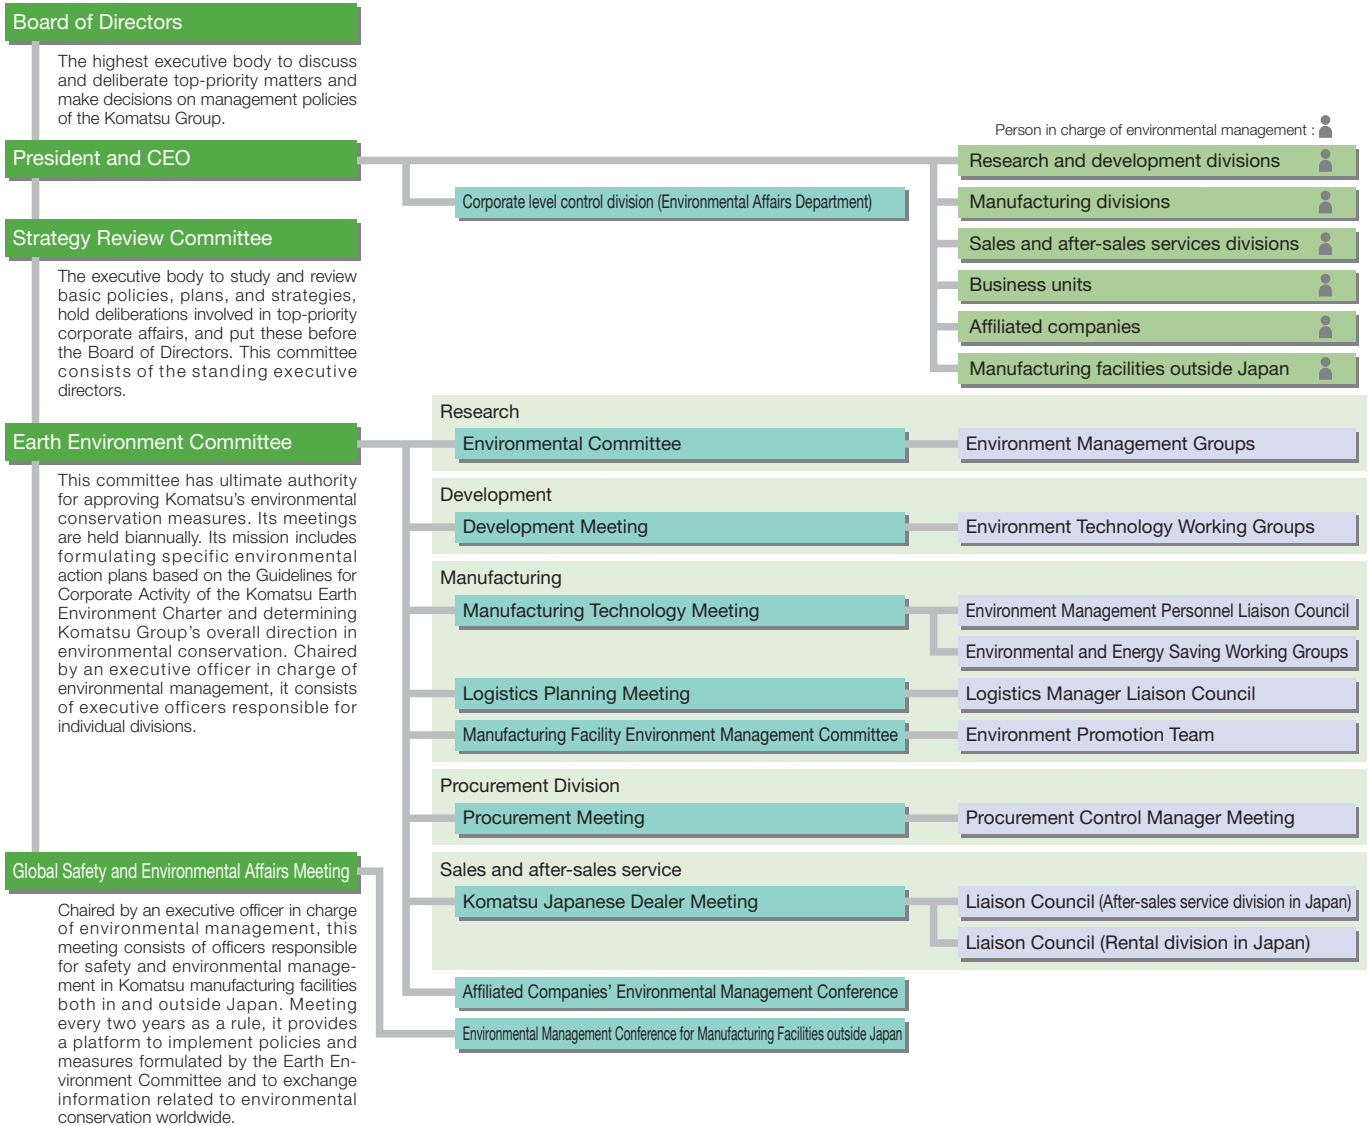 Board of Directors
The highest executive body to discuss
and deliberate top-priority matters and
make decisions on management policies
of the Komatsu Group.
President and CEO
Strategy Review Committee
The executive body to study and review
basic policies, plans, and strategies,
hold deliberations involved in top-priority
corporate affairs, and put these before
the Board of Directors. This committee
consists of the standing executive
directors.
Earth Environment Committee
This committee has ultimate authority
for approving Komatsu's environmental
conservation measures. Its meetings
are held biannually. Its mission includes
formulating specific environmental
action plans based on the Guidelines for
Corporate Activity of the Komatsu Earth
Environment Charter and determining
Komatsu Group's overall direction in
environmental conservation. Chaired
by an executive officer in charge of
environmental management, it consists
of executive officers responsible for
individual divisions.
Global Safety and Environmental Affairs Meeting
Chaired by an executive officer in charge
of environmental management, this
meeting consists of officers responsible
for safety and environmental manage-
ment in Komatsu manufacturing facilities
both in and outside Japan. Meeting
every two years as a rule, it provides
a platform to implement policies and
measures formulated by the Earth En-
vironment Committee and to exchange
information related to environmental
conservation worldwide.
Corporate level control division (Environmental Affairs Department)
Person in charge of environmental management :
Research and development divisions
Manufacturing divisions
Sales and after-sales services divisions
Business units
Affiliated companies
Manufacturing facilities outside Japan
Research
Environmental Committee
Environment Management Groups
Development
Development Meeting
Environment Technology Working Groups
Manufacturing
Manufacturing Technology Meeting
Environment Management Personnel Liaison Council
Environmental and Energy Saving Working Groups
Logistics Planning Meeting
Logistics Manager Liaison Council
Manufacturing Facility Environment Management Committee
Environment Promotion Team
Procurement Division
Procurement Meeting
Procurement Control Manager Meeting
Sales and after-sales service
Komatsu Japanese Dealer Meeting
Liaison Council (After-sales service division in Japan)
Liaison Council (Rental division in Japan)
Affiliated Companies' Environmental Management Conference
Environmental Management Conference for Manufacturing Facilities outside Japan